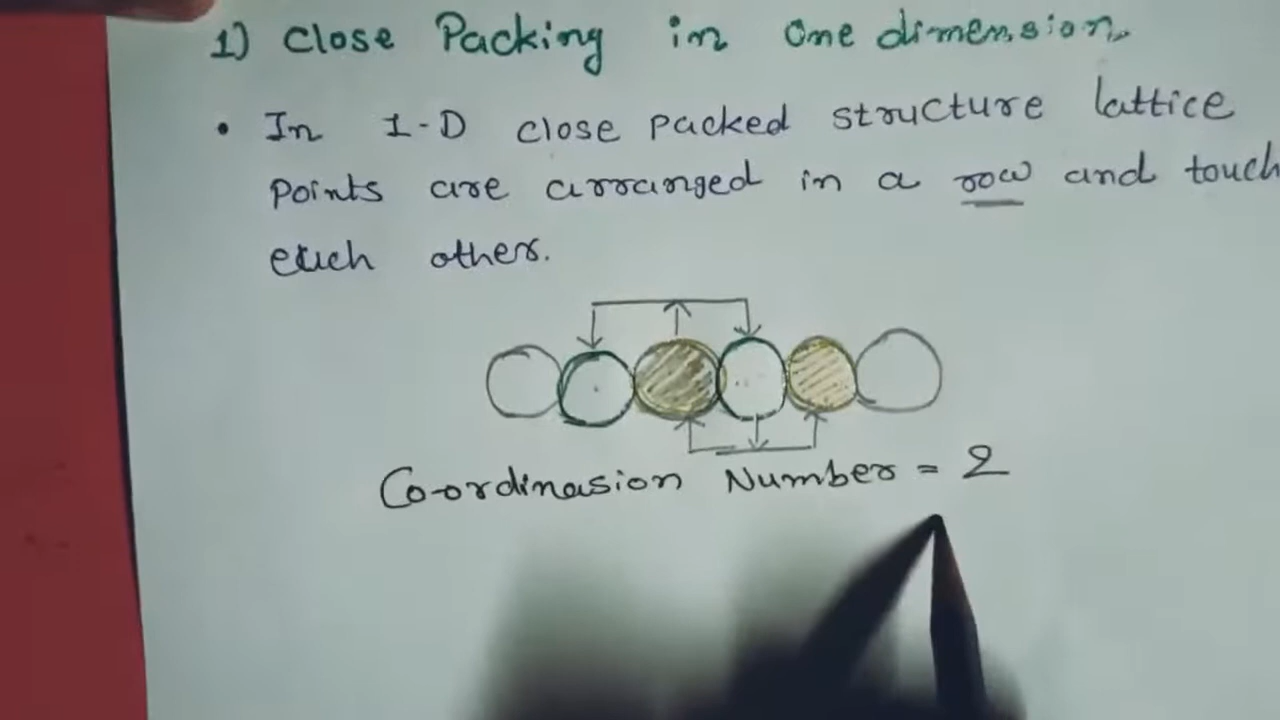 1) Close Packing in One dimension.
• In 1-D close packed structure lattice
Points are arranged in a row and touch
each other.
Co-ordinasion Number = 2